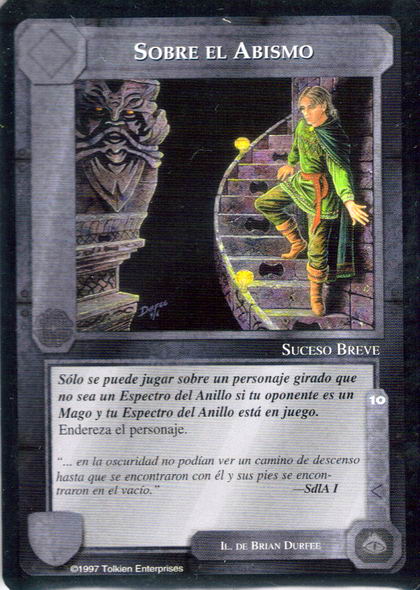 SOBRE EL ABISMO
Durfee
SUCESO BREVE
Sólo se puede jugar sobre un personaje girado que
no sea un Espectro del Anillo si tu oponente es un
Mago y tu Espectro del Anillo está en juego.
Endereza el personaje.
10
"... en la oscuridad no podían ver un camino de descenso
hasta que se encontraron con él y sus pies se encon-
traron en el vacío." —SdlA I
IL. DE BRIAN DURFEE
©1997 Tolkien Enterprises